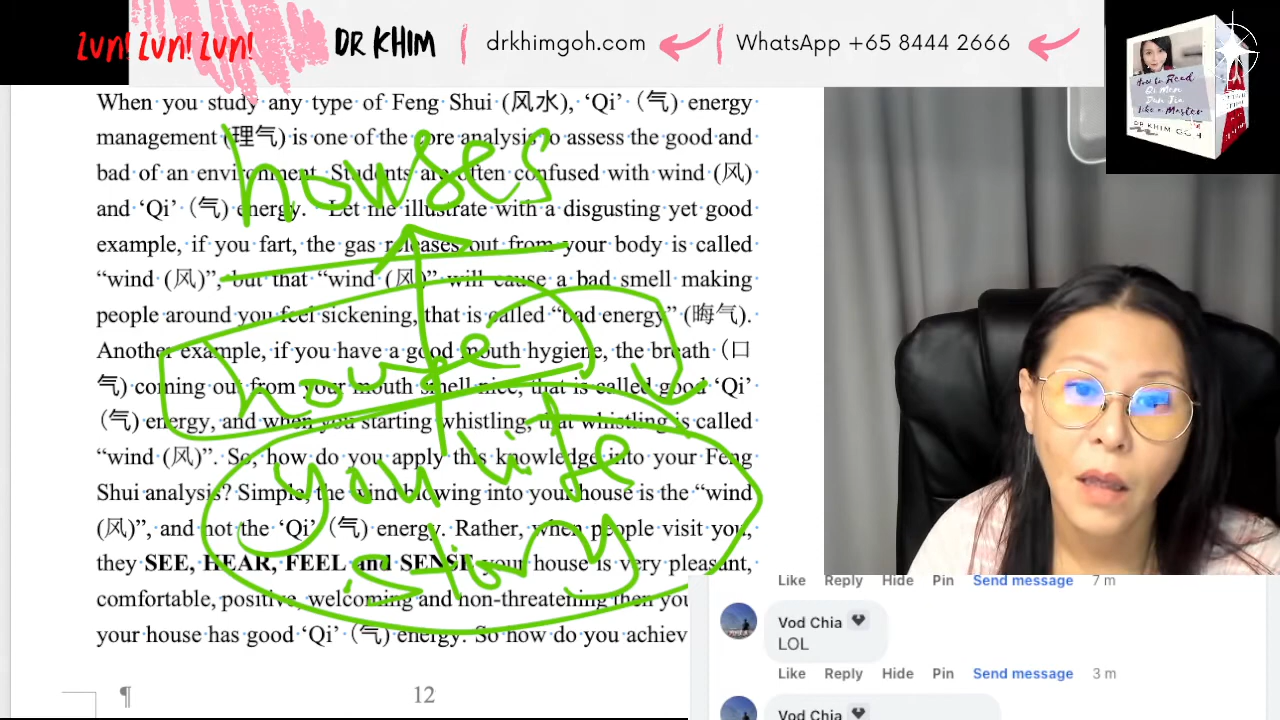 ZUN! ZUN! ZUN!
DR KHIM
drkhimgoh.com
WhatsApp +65 8444 2666
How to Read
Qi Men
Dun Jia
Like a Master
DR KHIM GOH
When you study any type of Feng Shui (风水), ‘Qi’ (气) energy
management (理气) is one of the core analysis to assess the good and
bad of an environment. Students are often confused with wind (风)
and ‘Qi’ (气) energy. Let me illustrate with a disgusting yet good
example, if you fart, the gas releases out from your body is called
“wind (风)”, but that “wind (风)” will cause a bad smell making
people around you feel sickening, that is called “bad energy” (晦气).
Another example, if you have a good mouth hygiene, the breath (口
气) coming out from your mouth smell nice, that is called good ‘Qi’
(气) energy, and when you starting whistling, that whistling is called
“wind (风)”. So, how do you apply this knowledge into your Feng
Shui analysis? Simple, the wind blowing into your house is the “wind
(风)”, and not the ‘Qi’ (气) energy. Rather, when people visit you,
they SEE, HEAR, FEEL and SENSE your house is very pleasant,
comfortable, positive, welcoming and non-threatening then you
your house has good ‘Qi’ (气) energy. So how do you achiev
¶
12
houses
house
you life
story
Like Reply Hide Pin Send message 7 m
Vod Chia
LOL
Like Reply Hide Pin Send message 3 m
Vod Chia